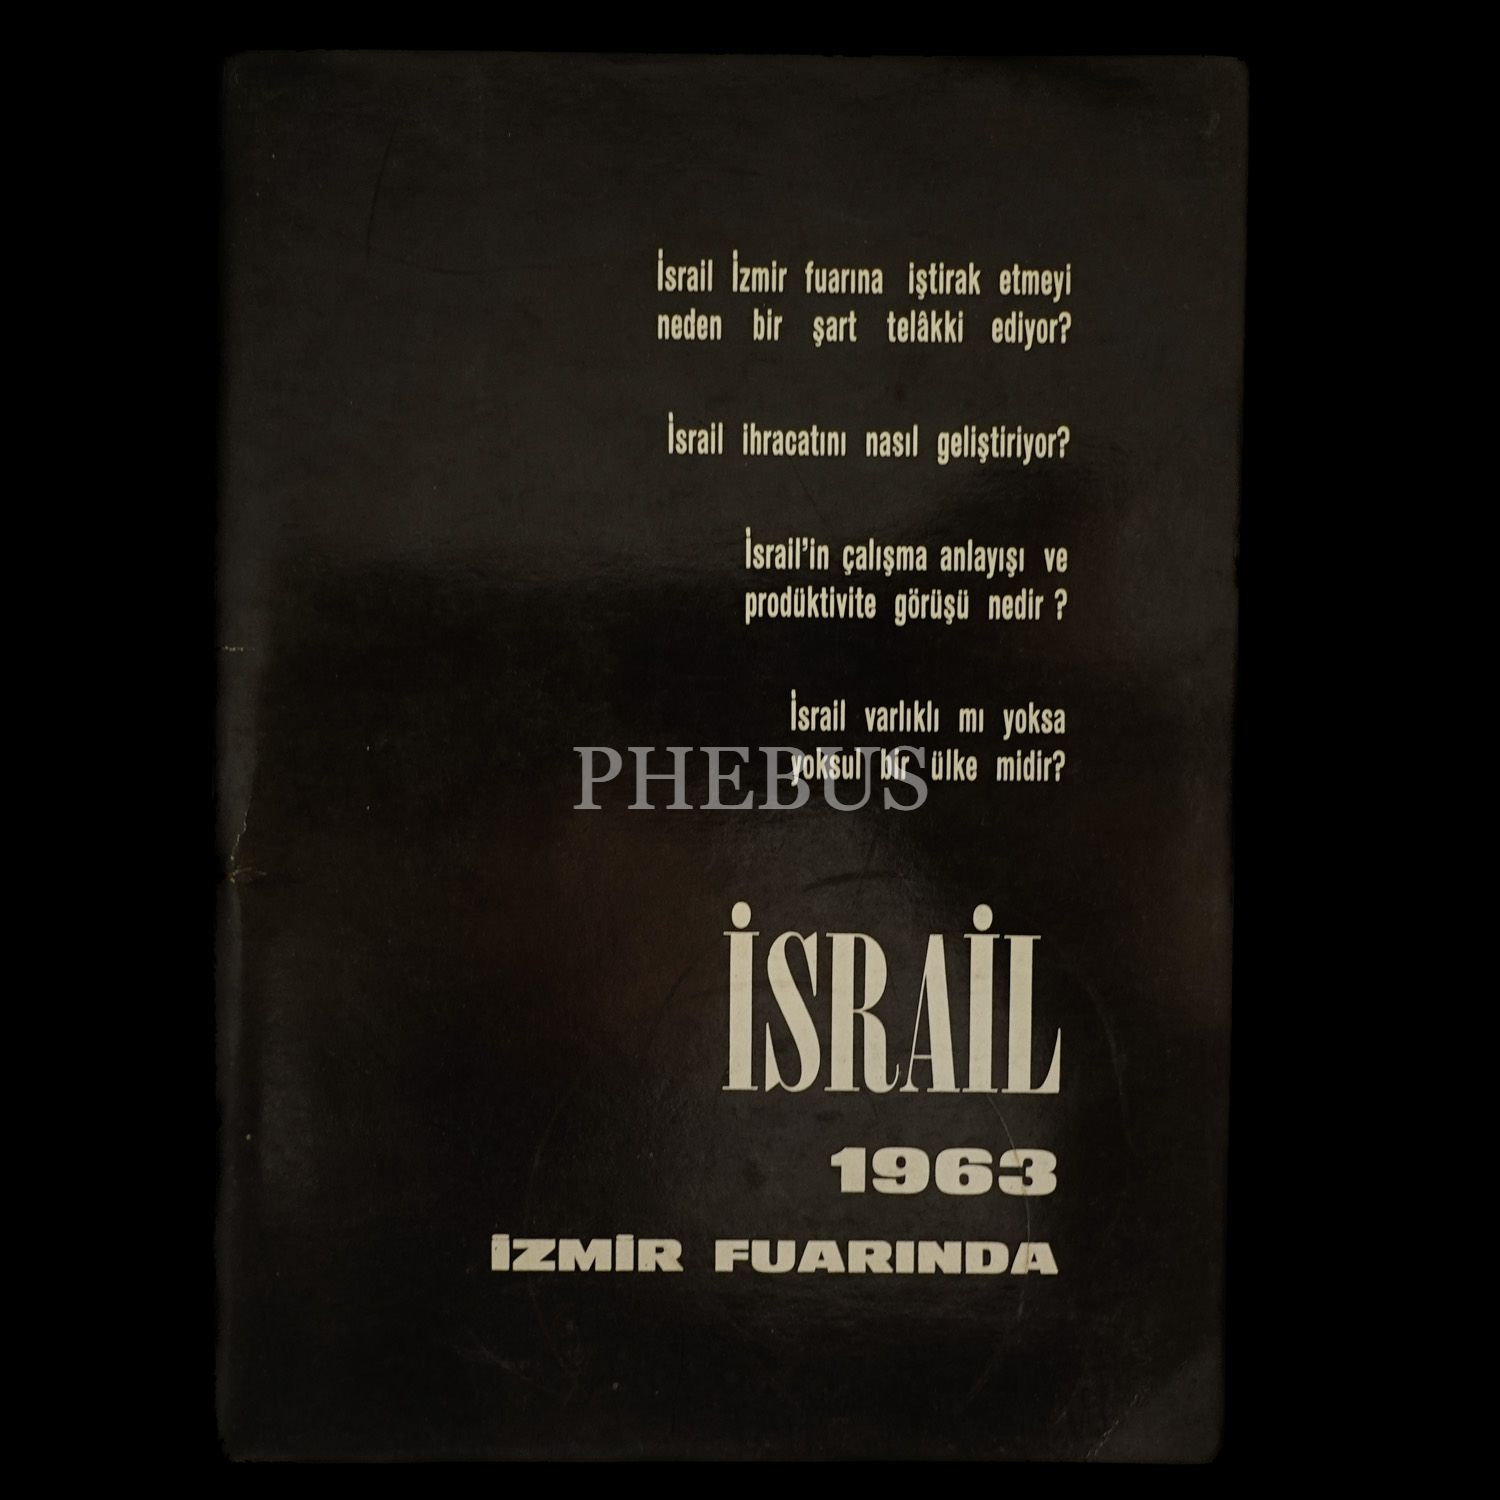 İsrail İzmir fuarına iştirak etmeyi
neden bir şart telâkki ediyor?
İsrail ihracatını nasıl geliştiriyor?
İsrail'in çalışma anlayışı ve
prodüktivite görüşü nedir ?
İsrail varlıklı mı yoksa
yoksul bir ülke midir?
PHEBUS
İSRAİL
1963
İZMİR FUARINDA